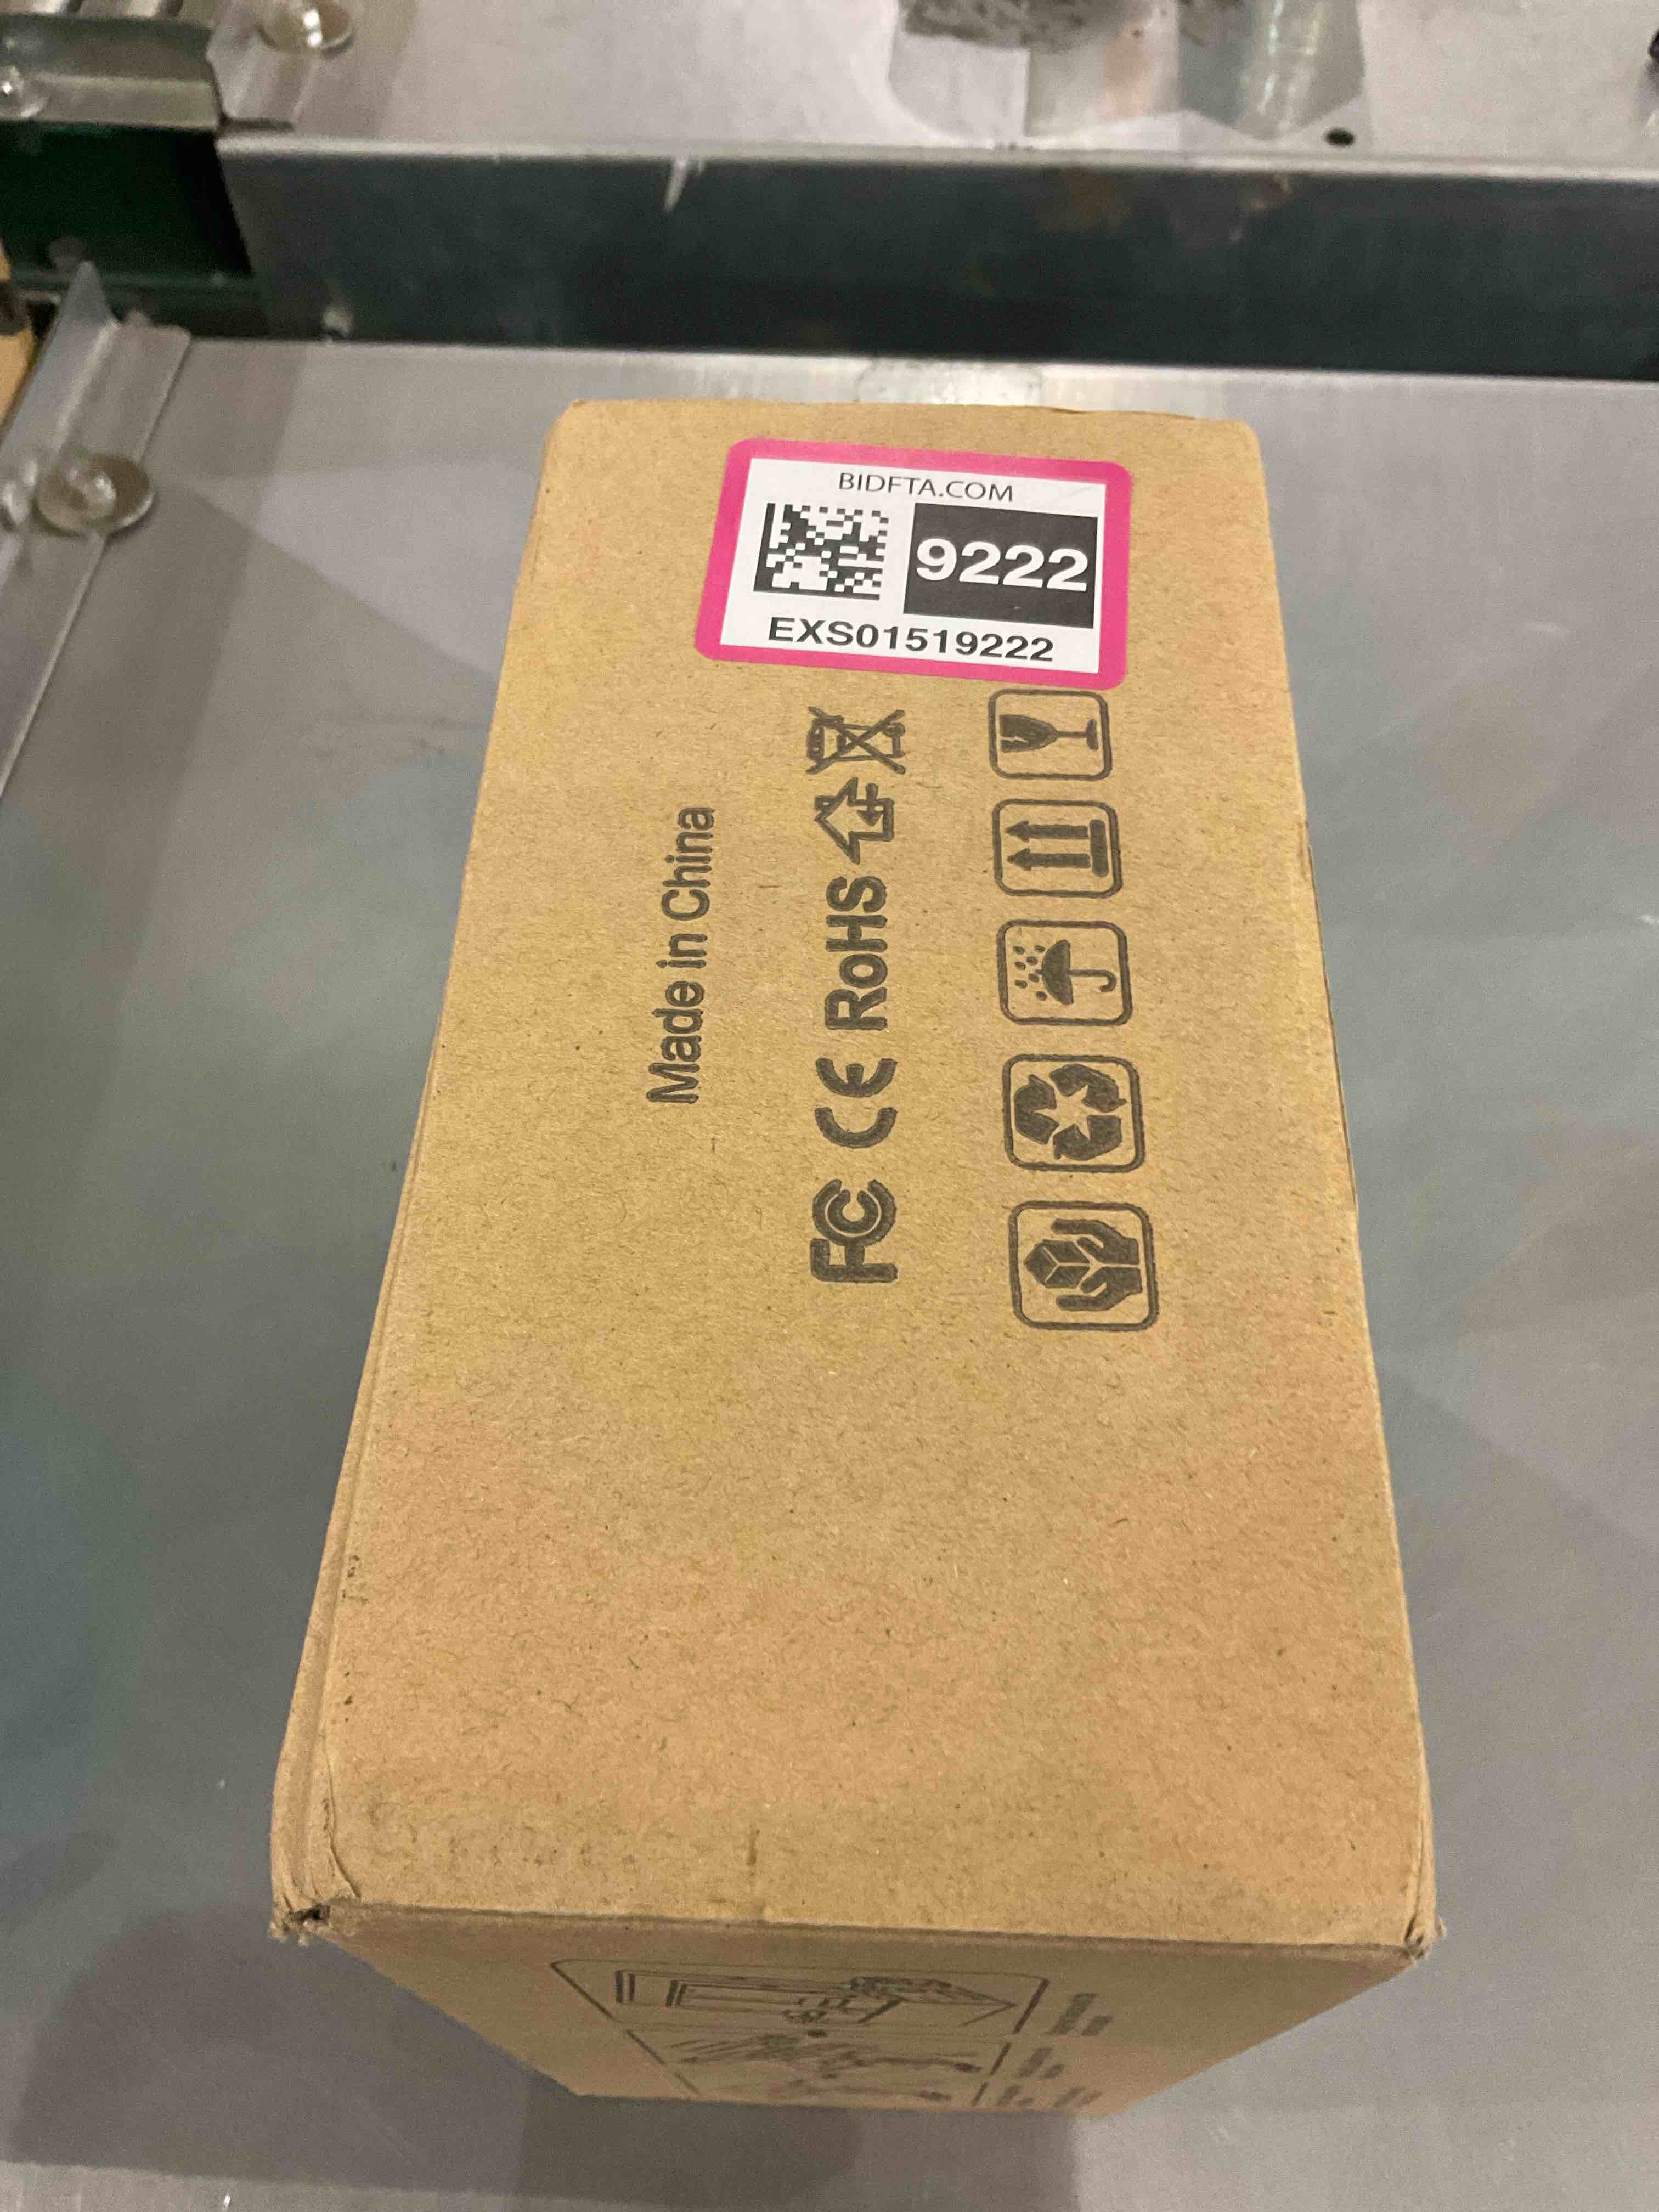 BIDFTA.COM
9222
EXS01519222
Made in China
FC CE RoHS